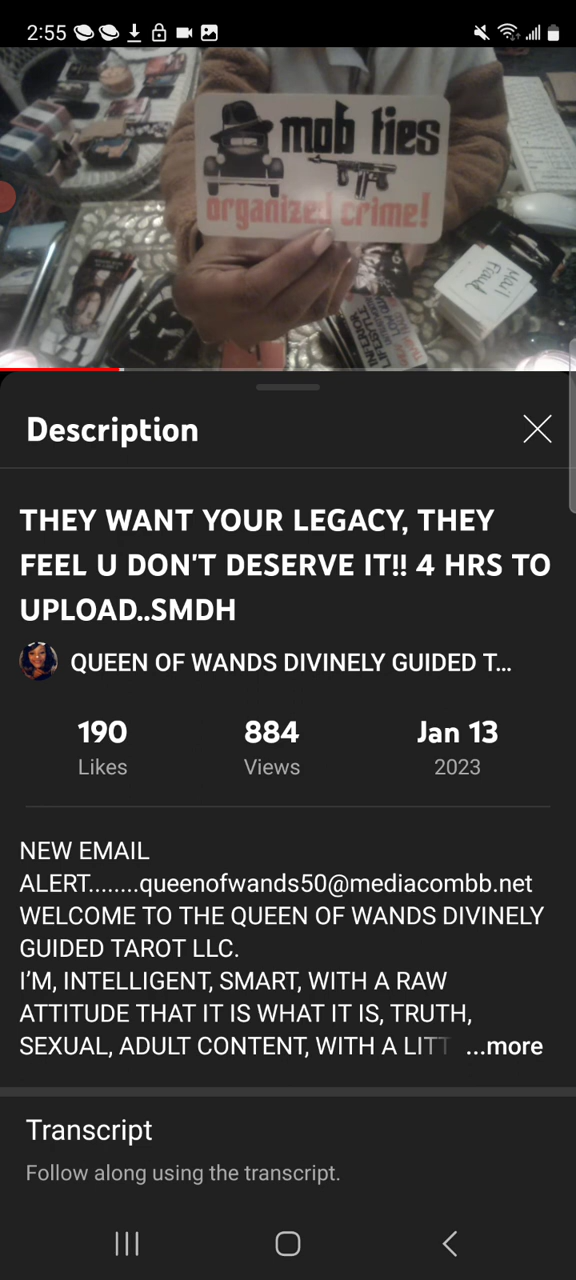 2:55
mob ties
organized crime!
Mail
Fraud
Description
THEY WANT YOUR LEGACY, THEY
FEEL U DON'T DESERVE IT!! 4 HRS TO
UPLOAD..SMDH
QUEEN OF WANDS DIVINELY GUIDED T...
190 884 Jan 13
Likes Views 2023
NEW EMAIL
ALERT........queenofwands50@mediacombb.net
WELCOME TO THE QUEEN OF WANDS DIVINELY
GUIDED TAROT LLC.
I'M, INTELLIGENT, SMART, WITH A RAW
ATTITUDE THAT IT IS WHAT IT IS, TRUTH,
SEXUAL, ADULT CONTENT, WITH A LITT ...more
Transcript
Follow along using the transcript.